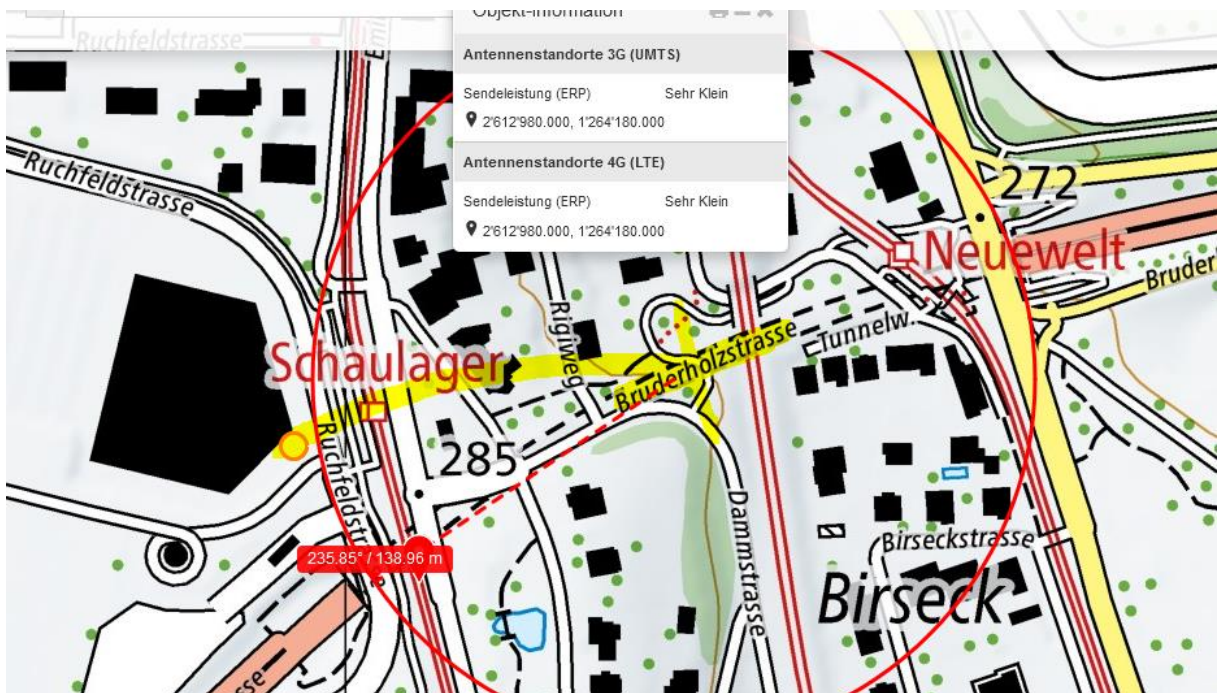 Objekt-Information
Antennenstandorte 3G (UMTS)
Sendeleistung (ERP) Sehr Klein
2'612'980.000, 1'264'180.000
Antennenstandorte 4G (LTE)
Sendeleistung (ERP) Sehr Klein
2'612'980.000, 1'264'180.000
Ruchfeldstrasse
Ruchfeldstrasse
272
Neuewelt
Schaulager
Rigiweg
Bruderholzstrasse
Tunnelw.
Ruchfeldstrasse
285
Dammstrasse
235.85° / 138.96 m
Birseckstrasse
Birseck